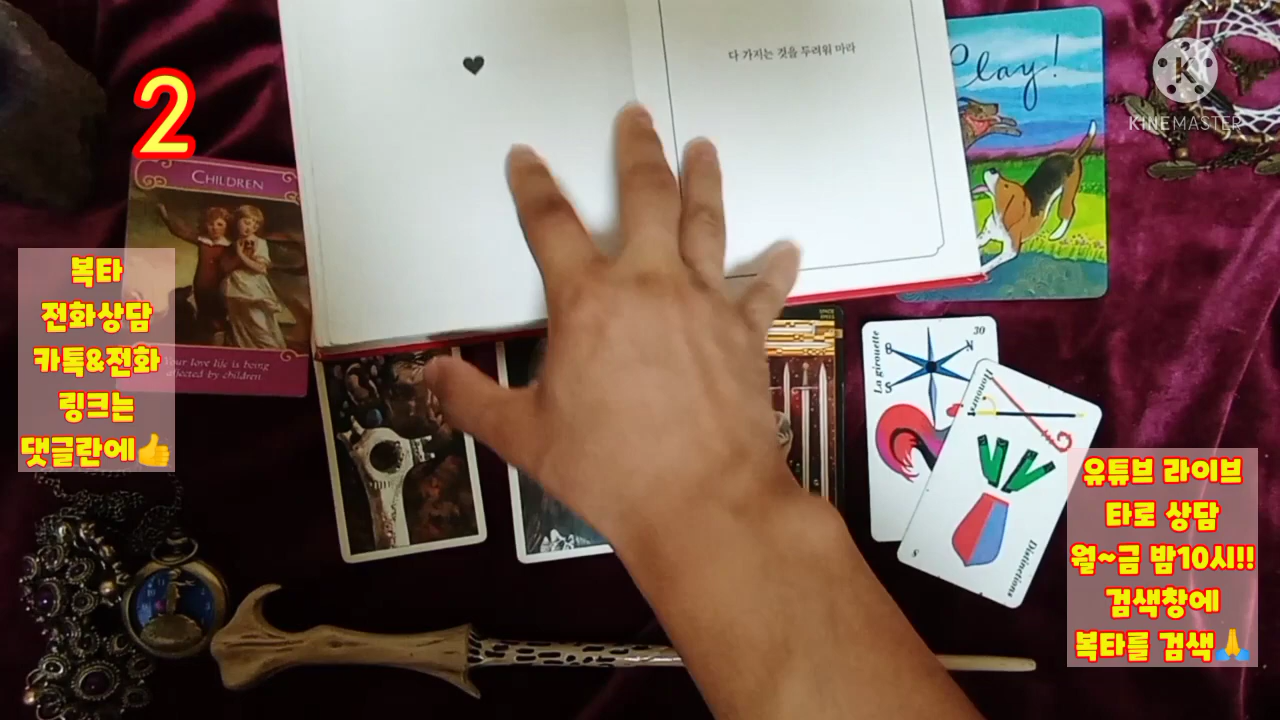 2
다 가지는 것을 두려워 마라
Play!
K
KINEMASTER
CHILDREN
Your love life is being
affected by children.
복타
전화상담
카톡&전화
링크는
댓글란에👍
30
La girouette
B
N
S
Honours
Distinctions
S
유튜브 라이브
타로 상담
월~금 밤10시!!
검색창에
복타를 검색🙏